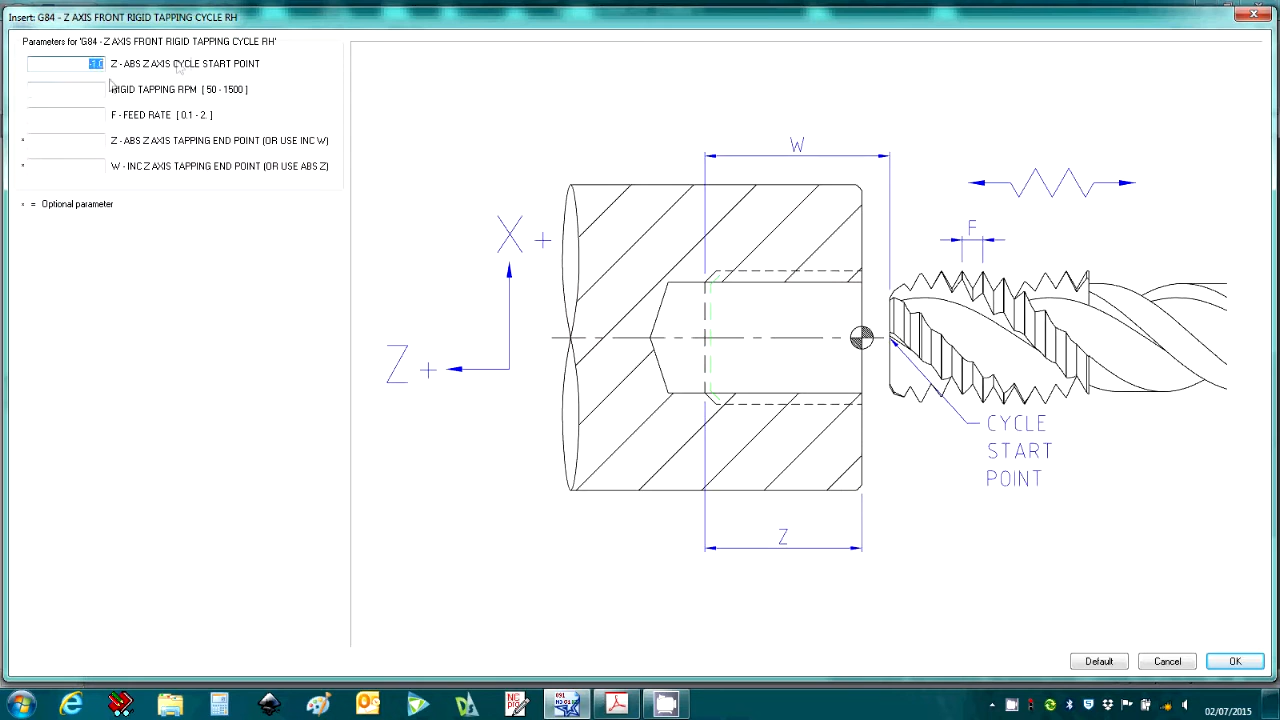 Insert: G84 - Z AXIS FRONT RIGID TAPPING CYCLE RH
Parameters for 'G84 - Z AXIS FRONT RIGID TAPPING CYCLE RH'
-1.0 Z - ABS Z AXIS CYCLE START POINT
RIGID TAPPING RPM [ 50 - 1500 ]
F - FEED RATE [ 0.1 - 2. ]
* Z - ABS Z AXIS TAPPING END POINT (OR USE INC W)
* W - INC Z AXIS TAPPING END POINT (OR USE ABS Z)
* = Optional parameter
W
F
X +
Z +
CYCLE
START
POINT
Z
Default Cancel OK
NC
02/07/2015